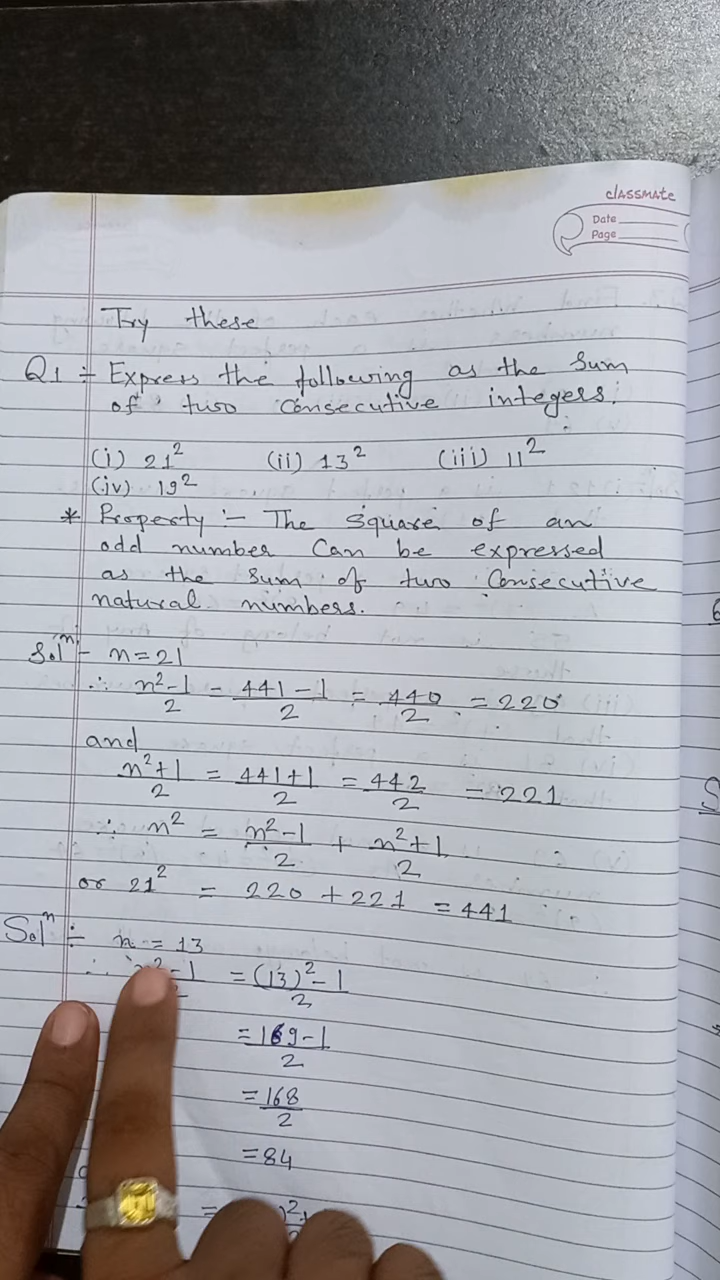 classmate
Date
Page
Try these
Q1 ÷ Express the following as the sum
of two consecutive integers.
(i) 21² (ii) 13² (iii) 11²
(iv) 19²
* Property :- The square of an
odd number can be expressed
as the sum of two consecutive
natural numbers.
Solⁿ - n = 21
∴ n²-1/2 = 441-1/2 = 440/2 = 220
and
n²+1/2 = 441+1/2 = 442/2 = 221
∴ n² = n²-1/2 + n²+1/2
or 21² = 220 + 221 = 441
Solⁿ ÷ n = 13
∴ n²-1 = (13)²-1/2
= 169-1/2
= 168/2
= 84